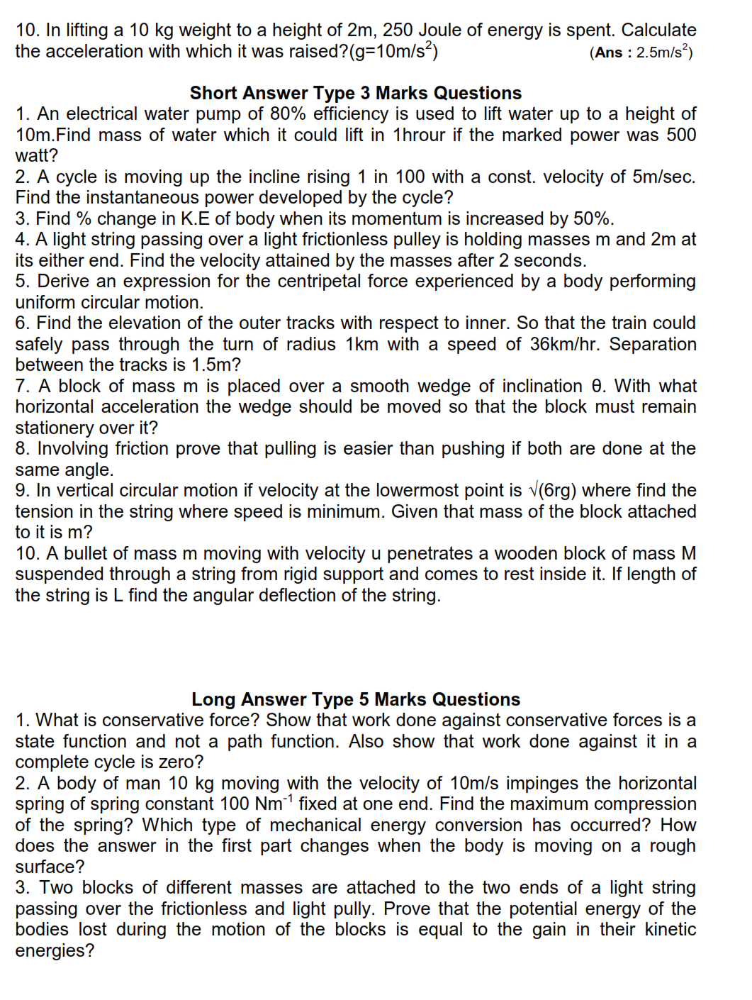 10. In lifting a 10 kg weight to a height of 2m, 250 Joule of energy is spent. Calculate
the acceleration with which it was raised?(g=10m/s²) (Ans : 2.5m/s²)
Short Answer Type 3 Marks Questions
1. An electrical water pump of 80% efficiency is used to lift water up to a height of
10m.Find mass of water which it could lift in 1hrour if the marked power was 500
watt?
2. A cycle is moving up the incline rising 1 in 100 with a const. velocity of 5m/sec.
Find the instantaneous power developed by the cycle?
3. Find % change in K.E of body when its momentum is increased by 50%.
4. A light string passing over a light frictionless pulley is holding masses m and 2m at
its either end. Find the velocity attained by the masses after 2 seconds.
5. Derive an expression for the centripetal force experienced by a body performing
uniform circular motion.
6. Find the elevation of the outer tracks with respect to inner. So that the train could
safely pass through the turn of radius 1km with a speed of 36km/hr. Separation
between the tracks is 1.5m?
7. A block of mass m is placed over a smooth wedge of inclination θ. With what
horizontal acceleration the wedge should be moved so that the block must remain
stationery over it?
8. Involving friction prove that pulling is easier than pushing if both are done at the
same angle.
9. In vertical circular motion if velocity at the lowermost point is √(6rg) where find the
tension in the string where speed is minimum. Given that mass of the block attached
to it is m?
10. A bullet of mass m moving with velocity u penetrates a wooden block of mass M
suspended through a string from rigid support and comes to rest inside it. If length of
the string is L find the angular deflection of the string.
Long Answer Type 5 Marks Questions
1. What is conservative force? Show that work done against conservative forces is a
state function and not a path function. Also show that work done against it in a
complete cycle is zero?
2. A body of man 10 kg moving with the velocity of 10m/s impinges the horizontal
spring of spring constant 100 Nm⁻¹ fixed at one end. Find the maximum compression
of the spring? Which type of mechanical energy conversion has occurred? How
does the answer in the first part changes when the body is moving on a rough
surface?
3. Two blocks of different masses are attached to the two ends of a light string
passing over the frictionless and light pully. Prove that the potential energy of the
bodies lost during the motion of the blocks is equal to the gain in their kinetic
energies?